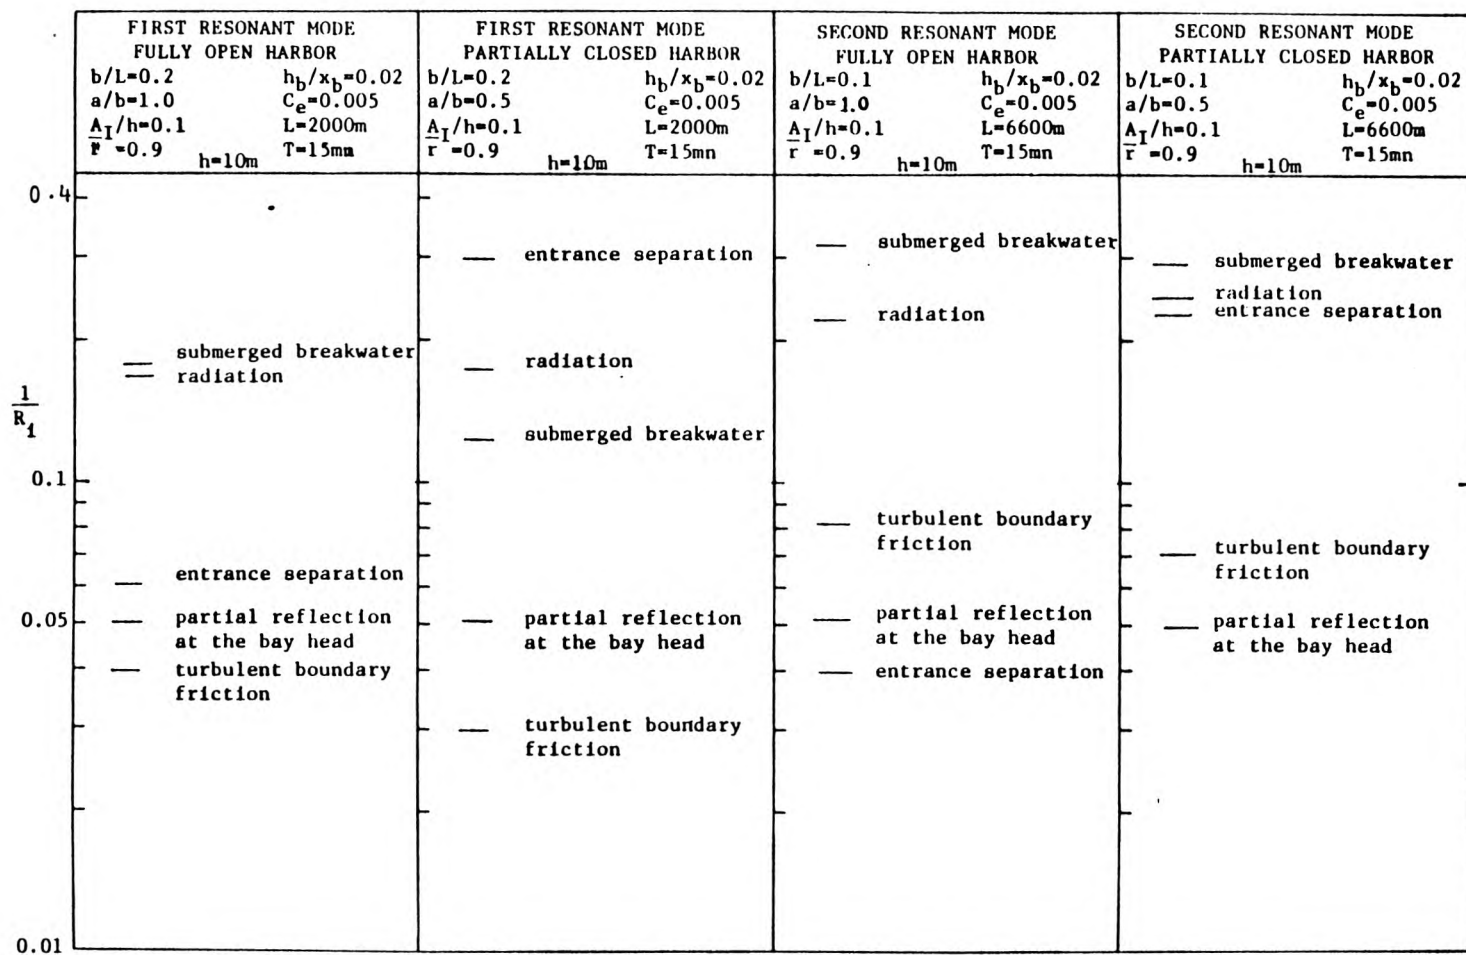 FIRST RESONANT MODE
FULLY OPEN HARBOR
b/L=0.2 h_b/x_b=0.02
a/b=1.0 C_e=0.005
A_I/h=0.1 L=2000m
r̄ =0.9 T=15mn
h=10m
FIRST RESONANT MODE
PARTIALLY CLOSED HARBOR
b/L=0.2 h_b/x_b=0.02
a/b=0.5 C_e=0.005
A_I/h=0.1 L=2000m
r̄ =0.9 T=15mn
h=10m
SECOND RESONANT MODE
FULLY OPEN HARBOR
b/L=0.1 h_b/x_b=0.02
a/b=1.0 C_e=0.005
A_I/h=0.1 L=6600m
r̄ =0.9 T=15mn
h=10m
SECOND RESONANT MODE
PARTIALLY CLOSED HARBOR
b/L=0.1 h_b/x_b=0.02
a/b=0.5 C_e=0.005
A_I/h=0.1 L=6600m
r̄ =0.9 T=15mn
h=10m
0.4
1
R_1
0.1
0.05
0.01
submerged breakwater
radiation
entrance separation
partial reflection
at the bay head
turbulent boundary
friction
entrance separation
radiation
submerged breakwater
partial reflection
at the bay head
turbulent boundary
friction
submerged breakwater
radiation
turbulent boundary
friction
partial reflection
at the bay head
entrance separation
submerged breakwater
radiation
entrance separation
turbulent boundary
friction
partial reflection
at the bay head